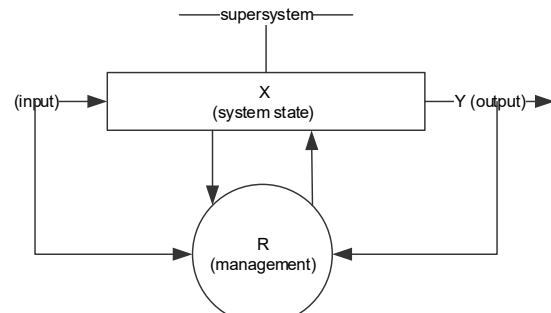 supersystem
X
(system state)
(input)
Y (output)
R
(management)